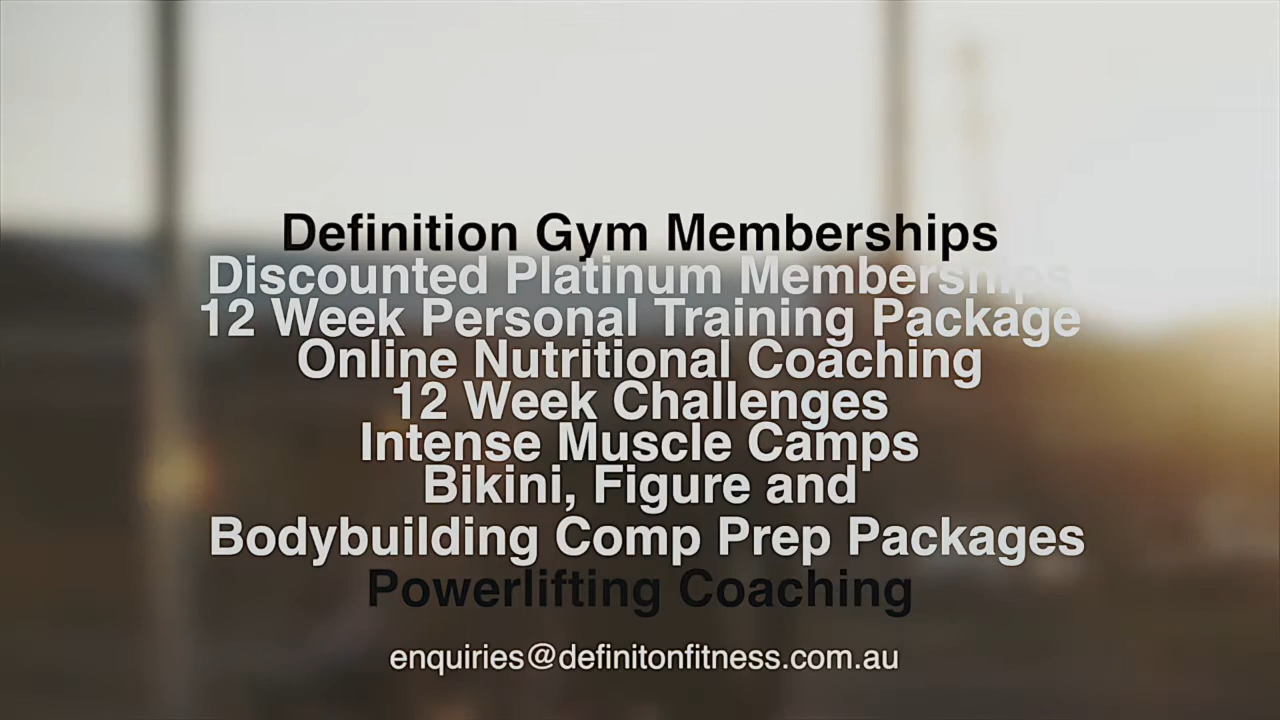 Definition Gym Memberships
Discounted Platinum Memberships
12 Week Personal Training Package
Online Nutritional Coaching
12 Week Challenges
Intense Muscle Camps
Bikini, Figure and
Bodybuilding Comp Prep Packages
Powerlifting Coaching
enquiries@definitonfitness.com.au